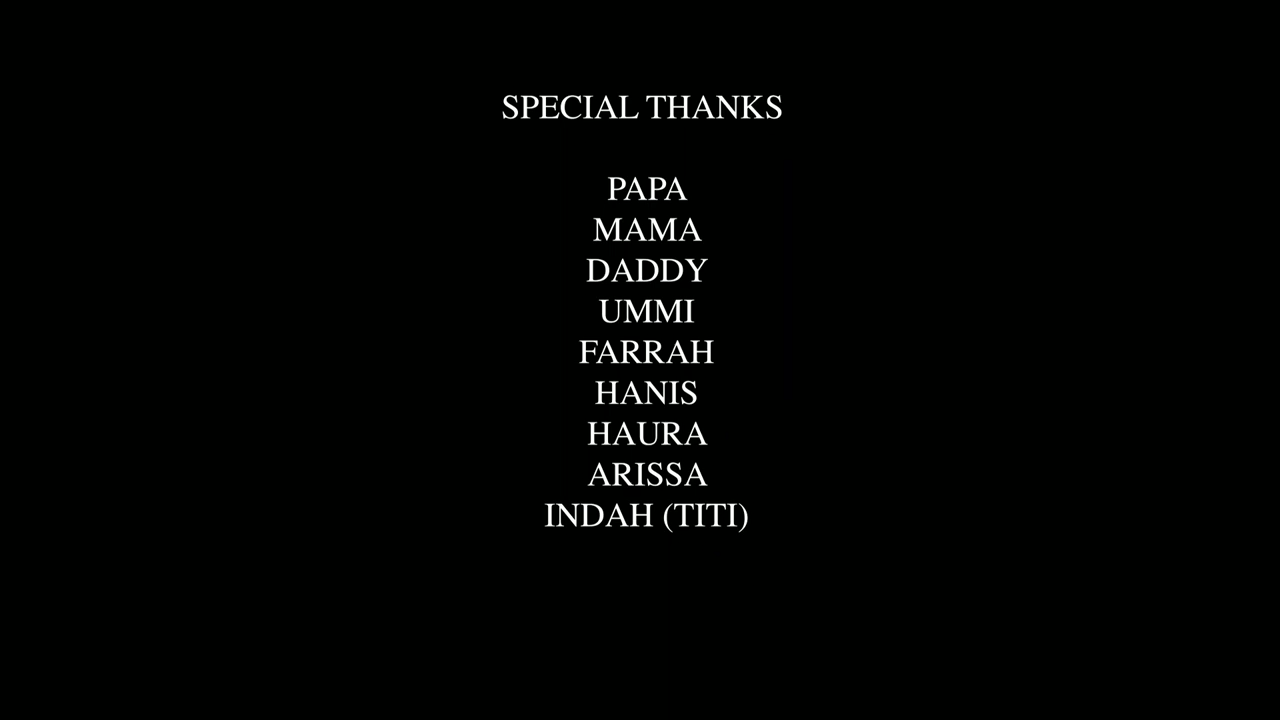 SPECIAL THANKS
PAPA
MAMA
DADDY
UMMI
FARRAH
HANIS
HAURA
ARISSA
INDAH (TITI)